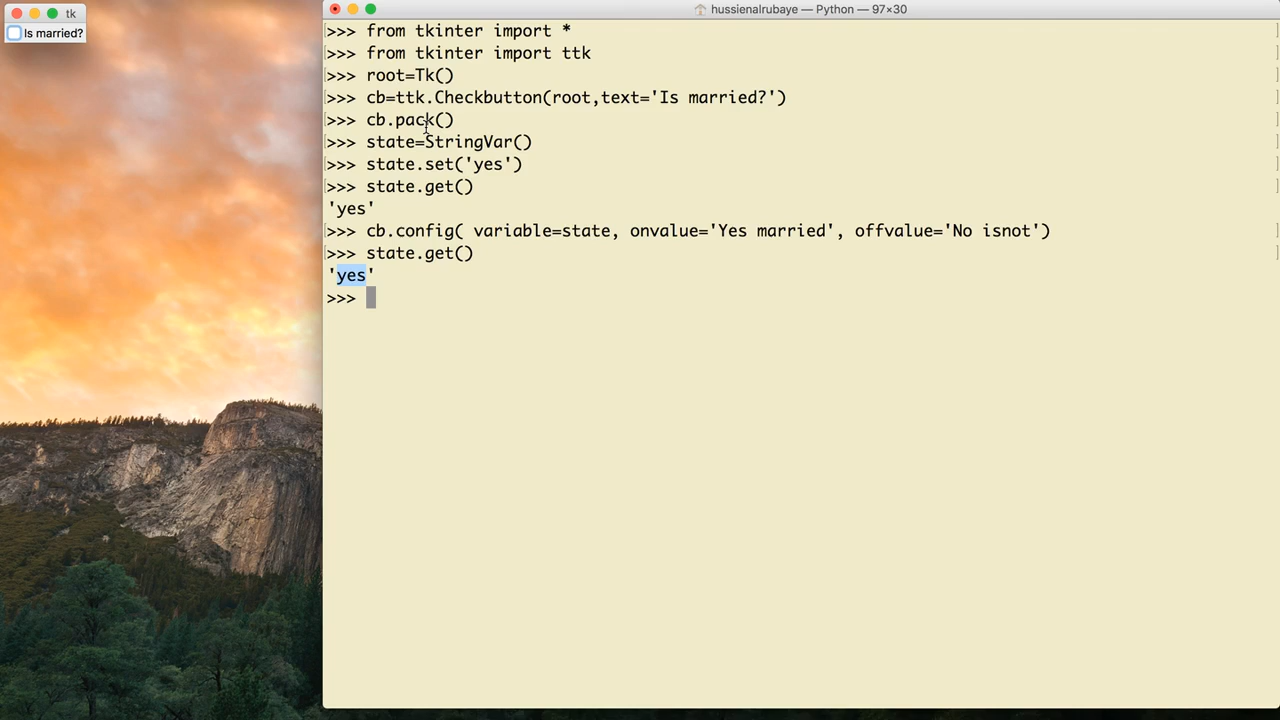 tk
Is married?
hussienalrubaye — Python — 97×30
>>> from tkinter import *
>>> from tkinter import ttk
>>> root=Tk()
>>> cb=ttk.Checkbutton(root,text='Is married?')
>>> cb.pack()
>>> state=StringVar()
>>> state.set('yes')
>>> state.get()
'yes'
>>> cb.config( variable=state, onvalue='Yes married', offvalue='No isnot')
>>> state.get()
'yes'
>>>